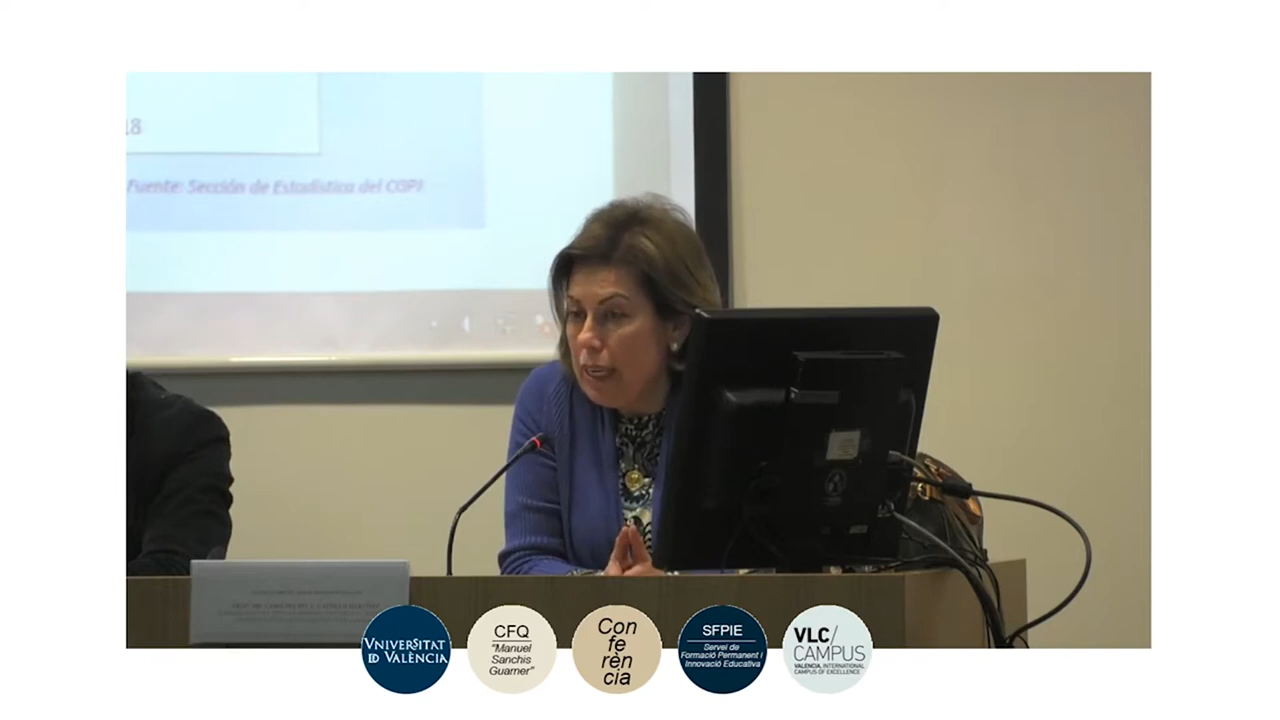 18
Fuente: Sección de Estadística del CGPJ
VNIVERSITAT
ID VALÈNCIA
CFQ
"Manuel
Sanchis
Guarner"
Con
fe
rèn
cia
SFPIE
Servei de
Formació Permanent i
Innovació Educativa
VLC/
CAMPUS
VALENCIA, INTERNATIONAL
CAMPUS OF EXCELLENCE